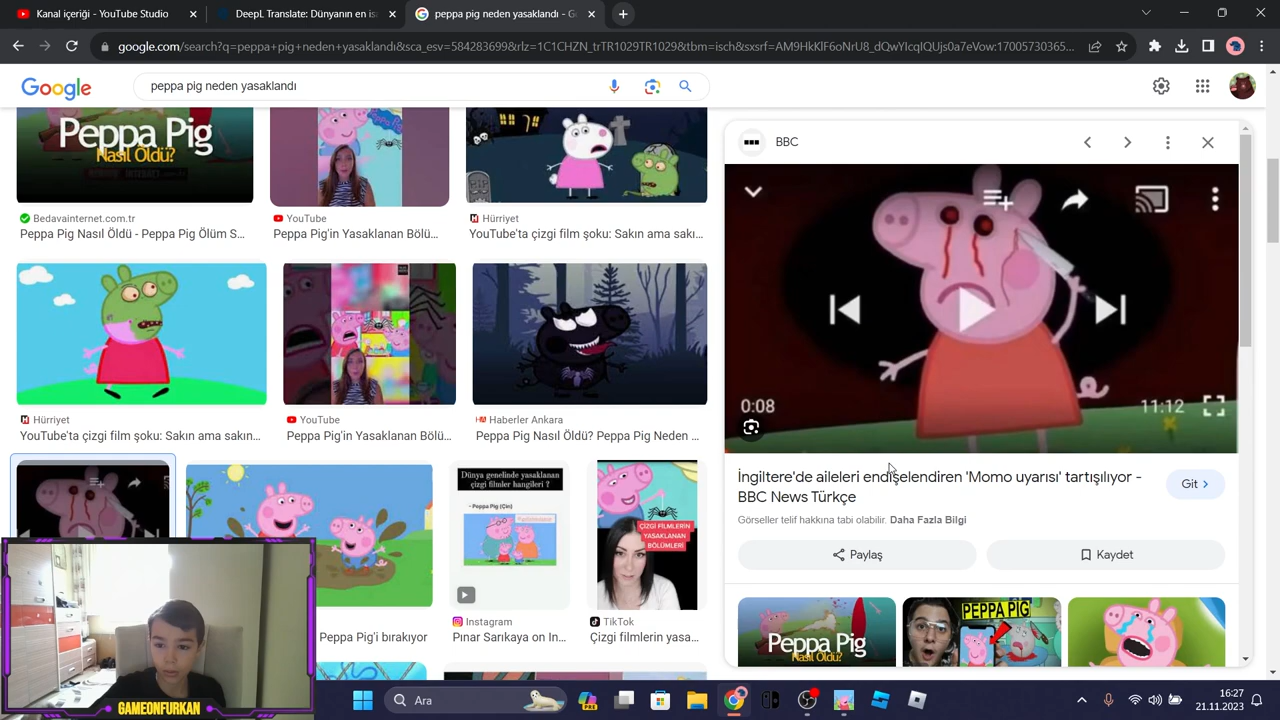 Kanal içeriği - YouTube Studio
DeepL Translate: Dünyanın en is
peppa pig neden yasaklandı - G
google.com/search?q=peppa+pig+neden+yasaklandı&sca_esv=584283699&rlz=1C1CHZN_trTR1029TR1029&tbm=isch&sxsrf=AM9HkKlF6oNrU8_dQwYIcqIQUjs0a7eVow:17005730365...
Google
peppa pig neden yasaklandı
Peppa Pig
Nasıl Öldü?
Bedavainternet.com.tr
Peppa Pig Nasıl Öldü - Peppa Pig Ölüm S...
YouTube
Peppa Pig'in Yasaklanan Bölü...
Hürriyet
YouTube'ta çizgi film şoku: Sakın ama sakı...
Hürriyet
YouTube'ta çizgi film şoku: Sakın ama sakın...
YouTube
Peppa Pig'in Yasaklanan Bölü...
Haberler Ankara
Peppa Pig Nasıl Öldü? Peppa Pig Neden ...
Peppa Pig'i bırakıyor
Dünya genelinde yasaklanan
çizgi filmler hangileri ?
- Peppa Pig (Çin)
Instagram
Pınar Sarıkaya on In...
ÇİZGİ FİLMLERİN
YASAKLANAN
BÖLÜMLERİ
TikTok
Çizgi filmlerin yasa...
BBC
0:08
11:12
İngiltere'de aileleri endişelendiren 'Momo uyarısı' tartışılıyor -
BBC News Türkçe
Git
Görseller telif hakkına tabi olabilir. Daha Fazla Bilgi
Paylaş
Kaydet
Peppa Pig
Nasıl Öldü?
PEPPA PIG
GAMEONFURKAN
Ara
PRE
16:27
21.11.2023